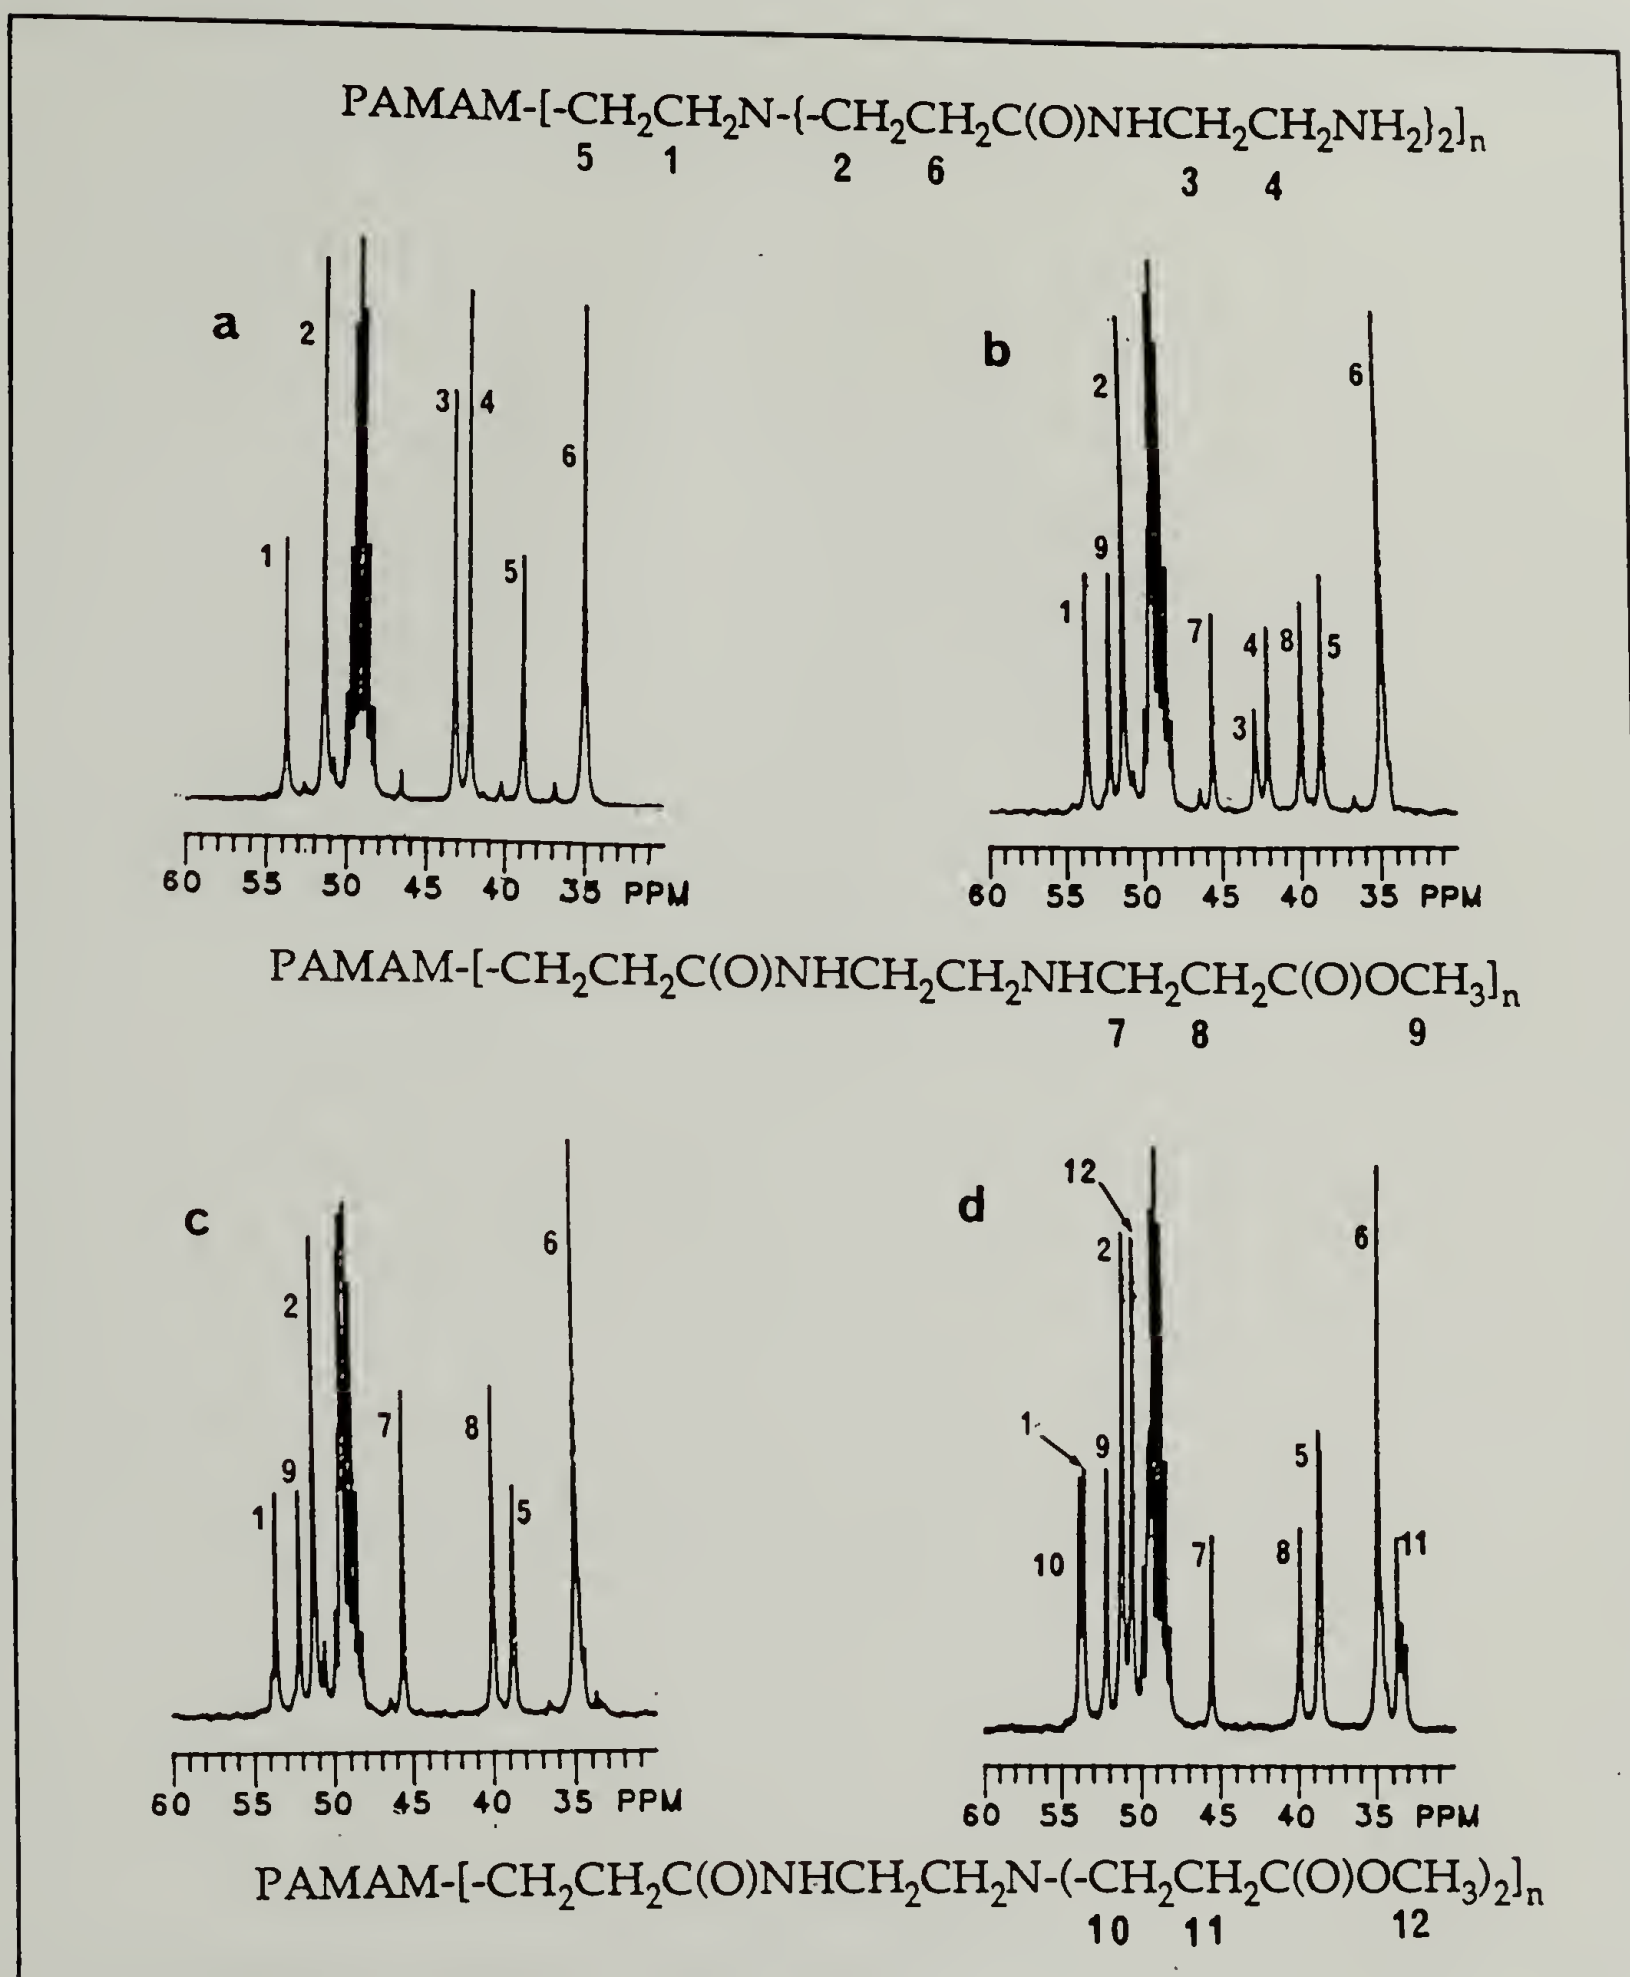 PAMAM-[-CH₂CH₂N-{-CH₂CH₂C(O)NHCH₂CH₂NH₂}₂]ₙ
5 1 2 6 3 4
a
1
2
3
4
5
6
60 55 50 45 40 35 PPM
b
1
9
2
7
3
4
8
5
6
60 55 50 45 40 35 PPM
PAMAM-[-CH₂CH₂C(O)NHCH₂CH₂NHCH₂CH₂C(O)OCH₃]ₙ
7 8 9
c
1
9
2
7
8
5
6
60 55 50 45 40 35 PPM
d
12
2
1
9
10
7
8
5
6
11
60 55 50 45 40 35 PPM
PAMAM-[-CH₂CH₂C(O)NHCH₂CH₂N-(-CH₂CH₂C(O)OCH₃)₂]ₙ
10 11 12